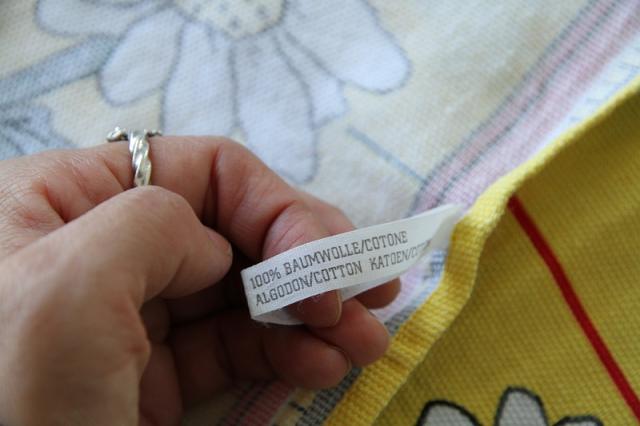 100% BAUMWOLLE/COTONE
ALGODON/COTTON KATOEN/